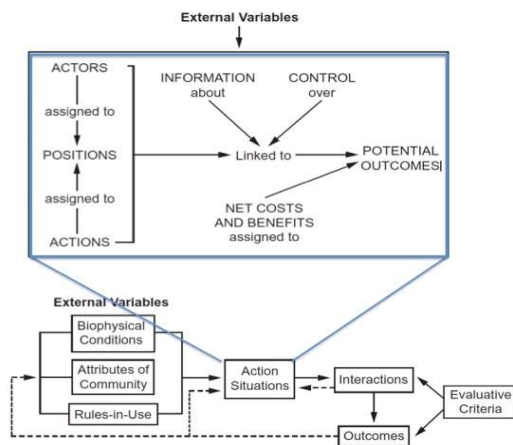 External Variables
ACTORS
assigned to
POSITIONS
assigned to
ACTIONS
INFORMATION
about
CONTROL
over
Linked to
POTENTIAL
OUTCOMES
NET COSTS
AND BENEFITS
assigned to
External Variables
Biophysical
Conditions
Attributes of
Community
Rules-in-Use
Action
Situations
Interactions
Outcomes
Evaluative
Criteria